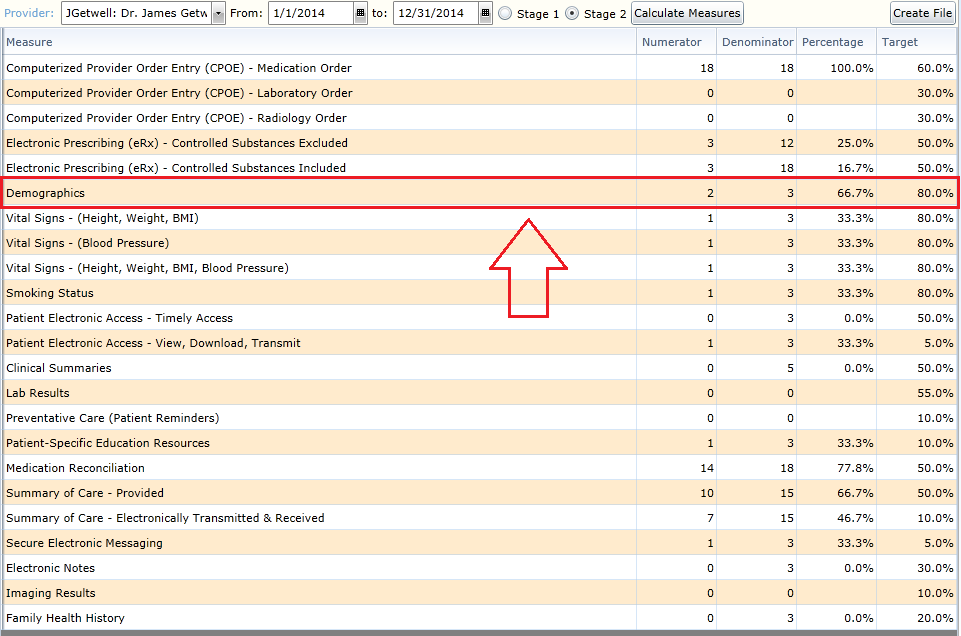 Provider: JGetwell: Dr. James Getw From: 1/1/2014 to: 12/31/2014 Stage 1 Stage 2 Calculate Measures Create File
Measure Numerator Denominator Percentage Target
Computerized Provider Order Entry (CPOE) - Medication Order 18 18 100.0% 60.0%
Computerized Provider Order Entry (CPOE) - Laboratory Order 0 0 30.0%
Computerized Provider Order Entry (CPOE) - Radiology Order 0 0 30.0%
Electronic Prescribing (eRx) - Controlled Substances Excluded 3 12 25.0% 50.0%
Electronic Prescribing (eRx) - Controlled Substances Included 3 18 16.7% 50.0%
Demographics 2 3 66.7% 80.0%
Vital Signs - (Height, Weight, BMI) 1 3 33.3% 80.0%
Vital Signs - (Blood Pressure) 1 3 33.3% 80.0%
Vital Signs - (Height, Weight, BMI, Blood Pressure) 1 3 33.3% 80.0%
Smoking Status 1 3 33.3% 80.0%
Patient Electronic Access - Timely Access 0 3 0.0% 50.0%
Patient Electronic Access - View, Download, Transmit 1 3 33.3% 5.0%
Clinical Summaries 0 5 0.0% 50.0%
Lab Results 0 0 55.0%
Preventative Care (Patient Reminders) 0 0 10.0%
Patient-Specific Education Resources 1 3 33.3% 10.0%
Medication Reconciliation 14 18 77.8% 50.0%
Summary of Care - Provided 10 15 66.7% 50.0%
Summary of Care - Electronically Transmitted & Received 7 15 46.7% 10.0%
Secure Electronic Messaging 1 3 33.3% 5.0%
Electronic Notes 0 3 0.0% 30.0%
Imaging Results 0 0 10.0%
Family Health History 0 3 0.0% 20.0%